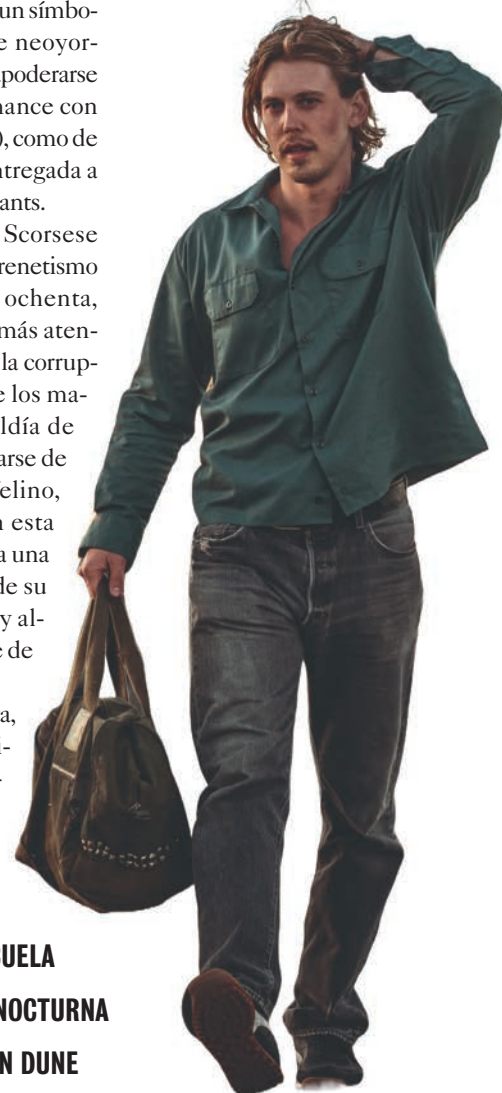 un símbo-
e neoyor-
apoderarse
mance con
), como de
ntregada a
ants.
Scorsese
renetismo
ochenta,
más aten-
la corrup-
e los ma-
ldía de
arse de
elino,
n esta
a una
de su
y al-
e de
a,
i-
-
UELA
NOCTURNA
N DUNE